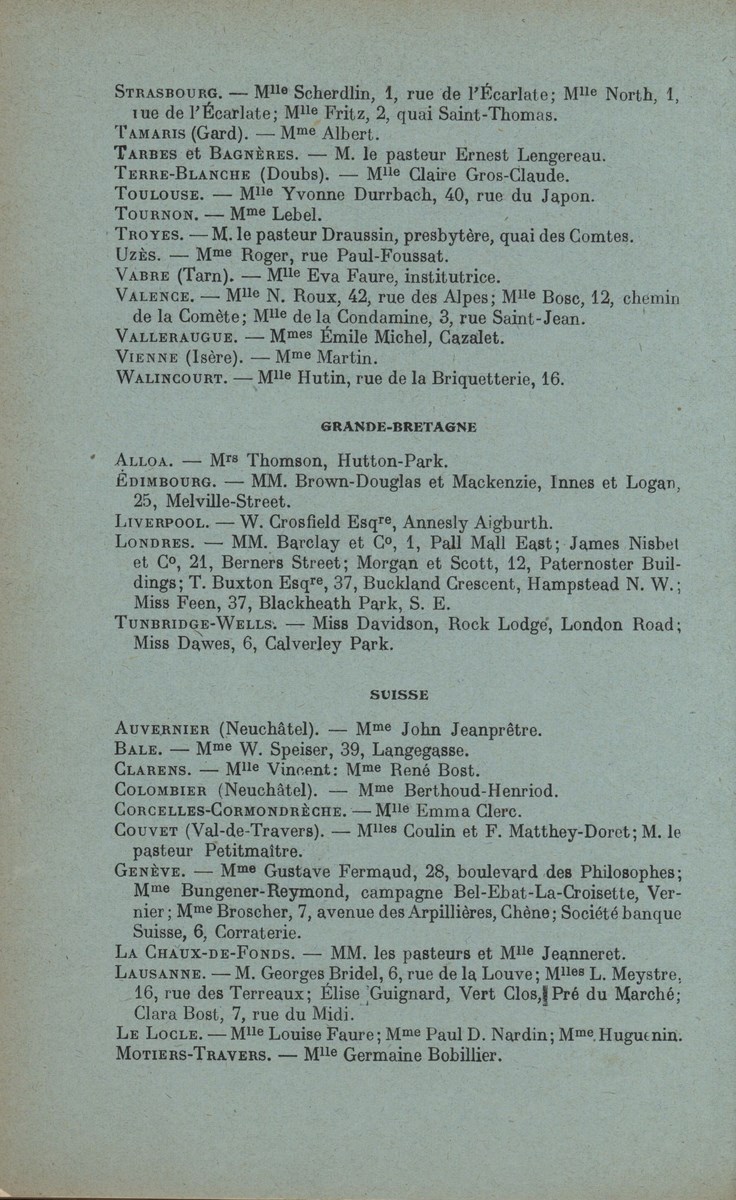 STRASBOURG. — Mlle Scherdlin, 1, rue de l'Écarlate; Mlle North, 1,
rue de l'Écarlate; Mlle Fritz, 2, quai Saint-Thomas.
TAMARIS (Gard). — Mme Albert.
TARBES et BAGNÈRES. — M. le pasteur Ernest Lengereau.
TERRE-BLANCHE (Doubs). — Mlle Claire Gros-Claude.
TOULOUSE. — Mlle Yvonne Durrbach, 40, rue du Japon.
TOURNON. — Mme Lebel.
TROYES. — M. le pasteur Draussin, presbytère, quai des Comtes.
UZÈS. — Mme Roger, rue Paul-Foussat.
VABRE (Tarn). — Mlle Eva Faure, institutrice.
VALENCE. — Mlle N. Roux, 42, rue des Alpes; Mlle Bosc, 12, chemin
de la Comète; Mlle de la Condamine, 3, rue Saint-Jean.
VALLERAUGUE. — Mmes Émile Michel, Cazalet.
VIENNE (Isère). — Mme Martin.
WALINCOURT. — Mlle Hutin, rue de la Briquetterie, 16.
GRANDE-BRETAGNE
ALLOA. — Mrs Thomson, Hutton-Park.
ÉDIMBOURG. — MM. Brown-Douglas et Mackenzie, Innes et Logan,
25, Melville-Street.
LIVERPOOL. — W. Crosfield Esqre, Annesly Aigburth.
LONDRES. — MM. Barclay et Co, 1, Pall Mall East; James Nisbet
et Co, 21, Berners Street; Morgan et Scott, 12, Paternoster Buil-
dings; T. Buxton Esqre, 37, Buckland Crescent, Hampstead N. W.;
Miss Feen, 37, Blackheath Park, S. E.
TUNBRIDGE-WELLS. — Miss Davidson, Rock Lodge, London Road;
Miss Dawes, 6, Calverley Park.
SUISSE
AUVERNIER (Neuchâtel). — Mme John Jeanprêtre.
BALE. — Mme W. Speiser, 39, Langegasse.
CLARENS. — Mlle Vincent: Mme René Bost.
COLOMBIER (Neuchâtel). — Mme Berthoud-Henriod.
CORCELLES-CORMONDRÈCHE. — Mlle Emma Clerc.
COUVET (Val-de-Travers). — Mlles Coulin et F. Matthey-Doret; M. le
pasteur Petitmaître.
GENÈVE. — Mme Gustave Fermaud, 28, boulevard des Philosophes;
Mme Bungener-Reymond, campagne Bel-Ebat-La-Croisette, Ver-
nier; Mme Broscher, 7, avenue des Arpillières, Chêne; Société banque
Suisse, 6, Corraterie.
LA CHAUX-DE-FONDS. — MM. les pasteurs et Mlle Jeanneret.
LAUSANNE. — M. Georges Bridel, 6, rue de la Louve; Mlles L. Meystre,
16, rue des Terreaux; Élise Guignard, Vert Clos, Pré du Marché;
Clara Bost, 7, rue du Midi.
LE LOCLE. — Mlle Louise Faure; Mme Paul D. Nardin; Mme Huguenin.
MOTIERS-TRAVERS. — Mlle Germaine Bobillier.